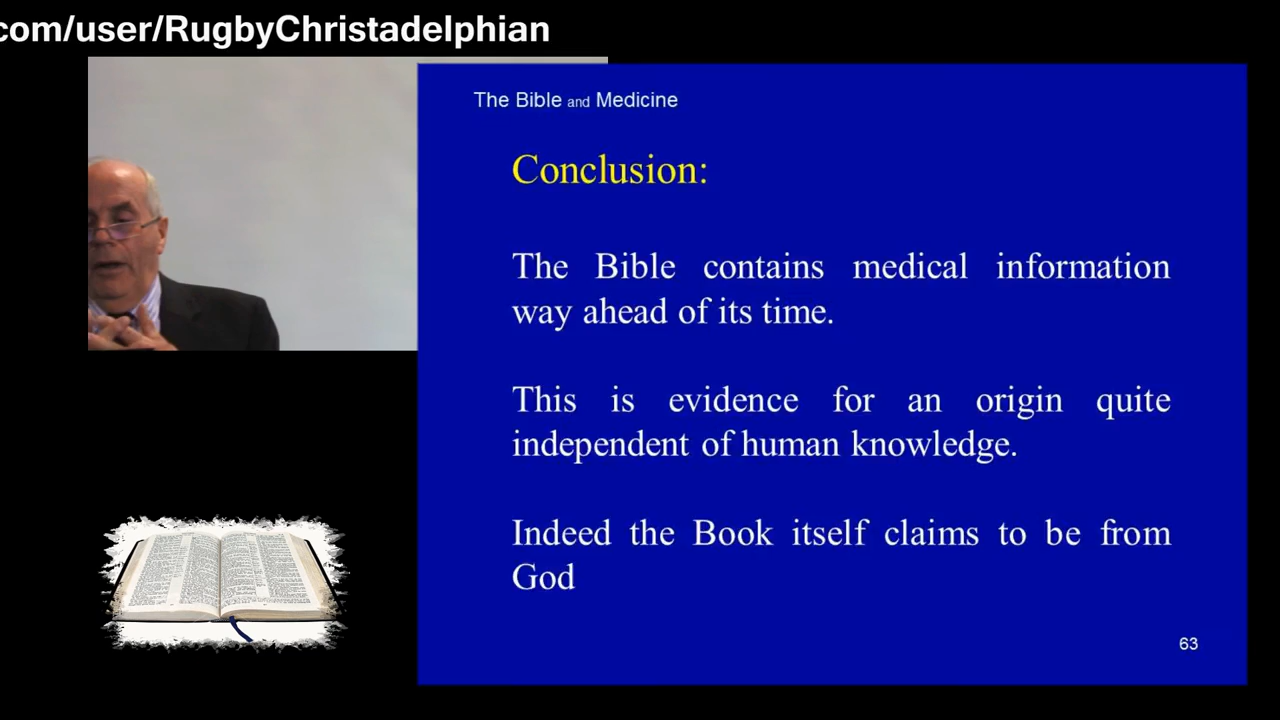 com/user/RugbyChristadelphian
The Bible and Medicine
Conclusion:
The Bible contains medical information
way ahead of its time.
This is evidence for an origin quite
independent of human knowledge.
Indeed the Book itself claims to be from
God
63